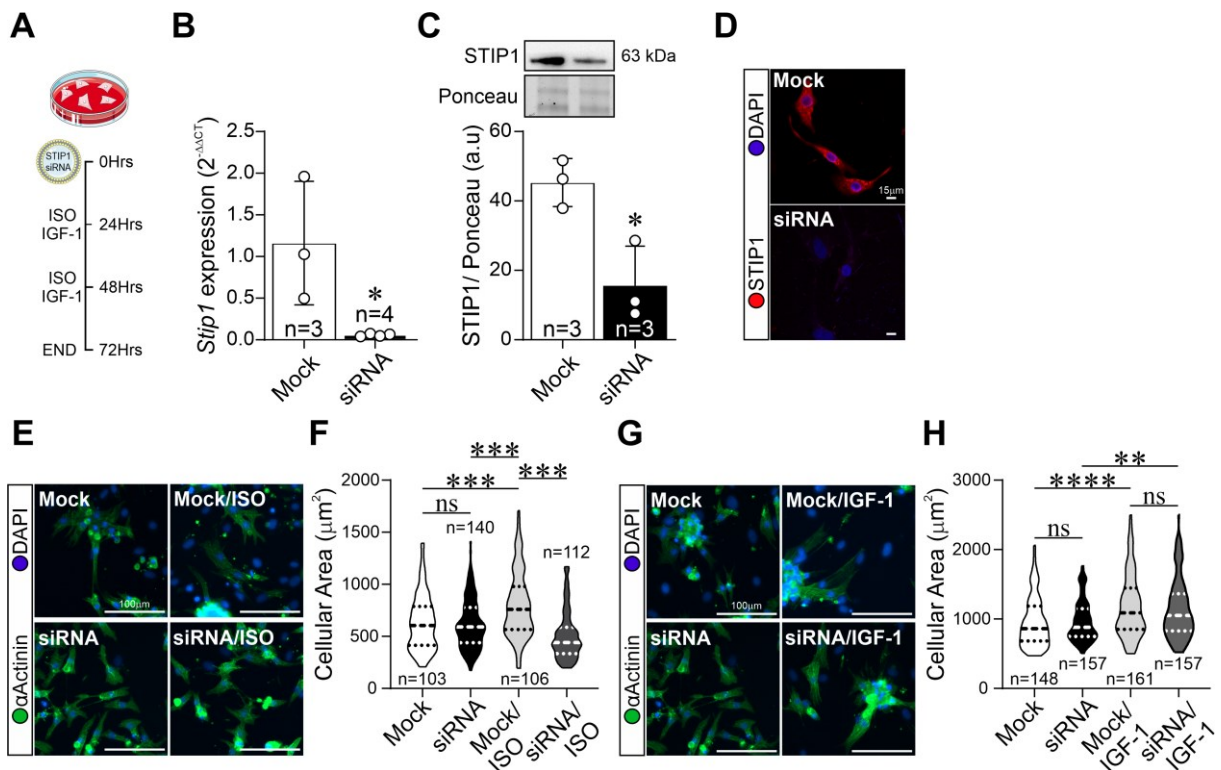 A
STIP1
siRNA
0Hrs
ISO
IGF-1
24Hrs
ISO
IGF-1
48Hrs
END
72Hrs
B
Stip1 expression (2-ΔΔCT)
2.5
2.0
1.5
1.0
0.5
0.0
*
n=4
n=3
Mock
siRNA
C
STIP1
63 kDa
Ponceau
STIP1/ Ponceau (a.u)
60
40
20
0
*
n=3
n=3
Mock
siRNA
D
DAPI
STIP1
Mock
15μm
siRNA
E
DAPI
αActinin
Mock
Mock/ISO
100μm
siRNA
siRNA/ISO
F
Cellular Area (μm²)
2000
1500
1000
500
0
***
***
***
ns
n=140
n=112
n=103
n=106
Mock
siRNA
Mock/
ISO
siRNA/
ISO
G
DAPI
αActinin
Mock
Mock/IGF-1
100μm
siRNA
siRNA/IGF-1
H
Cellular Area (μm²)
3000
2000
1000
0
**
****
ns
ns
n=148
n=157
n=161
n=157
Mock
siRNA
Mock/
IGF-1
siRNA/
IGF-1